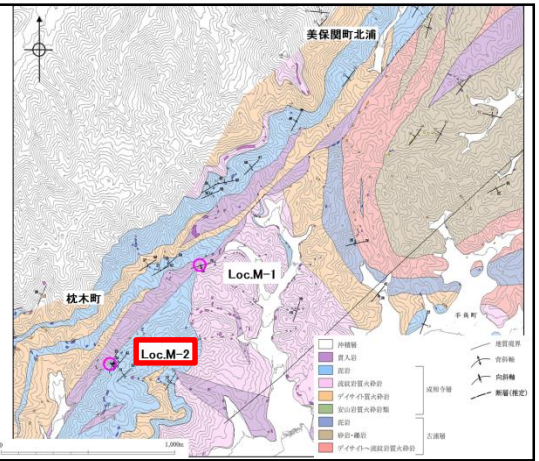 美保関町北浦
Loc.M-1
枕木町
Loc.M-2
手角町
沖積層
貫入岩
泥岩
流紋岩質火砕岩
デイサイト質火砕岩
安山岩質火砕岩類
成相寺層
泥岩
砂岩・礫岩
デイサイト〜流紋岩質火砕岩
古浦層
地質境界
背斜軸
向斜軸
断層(推定)
0
1,000m